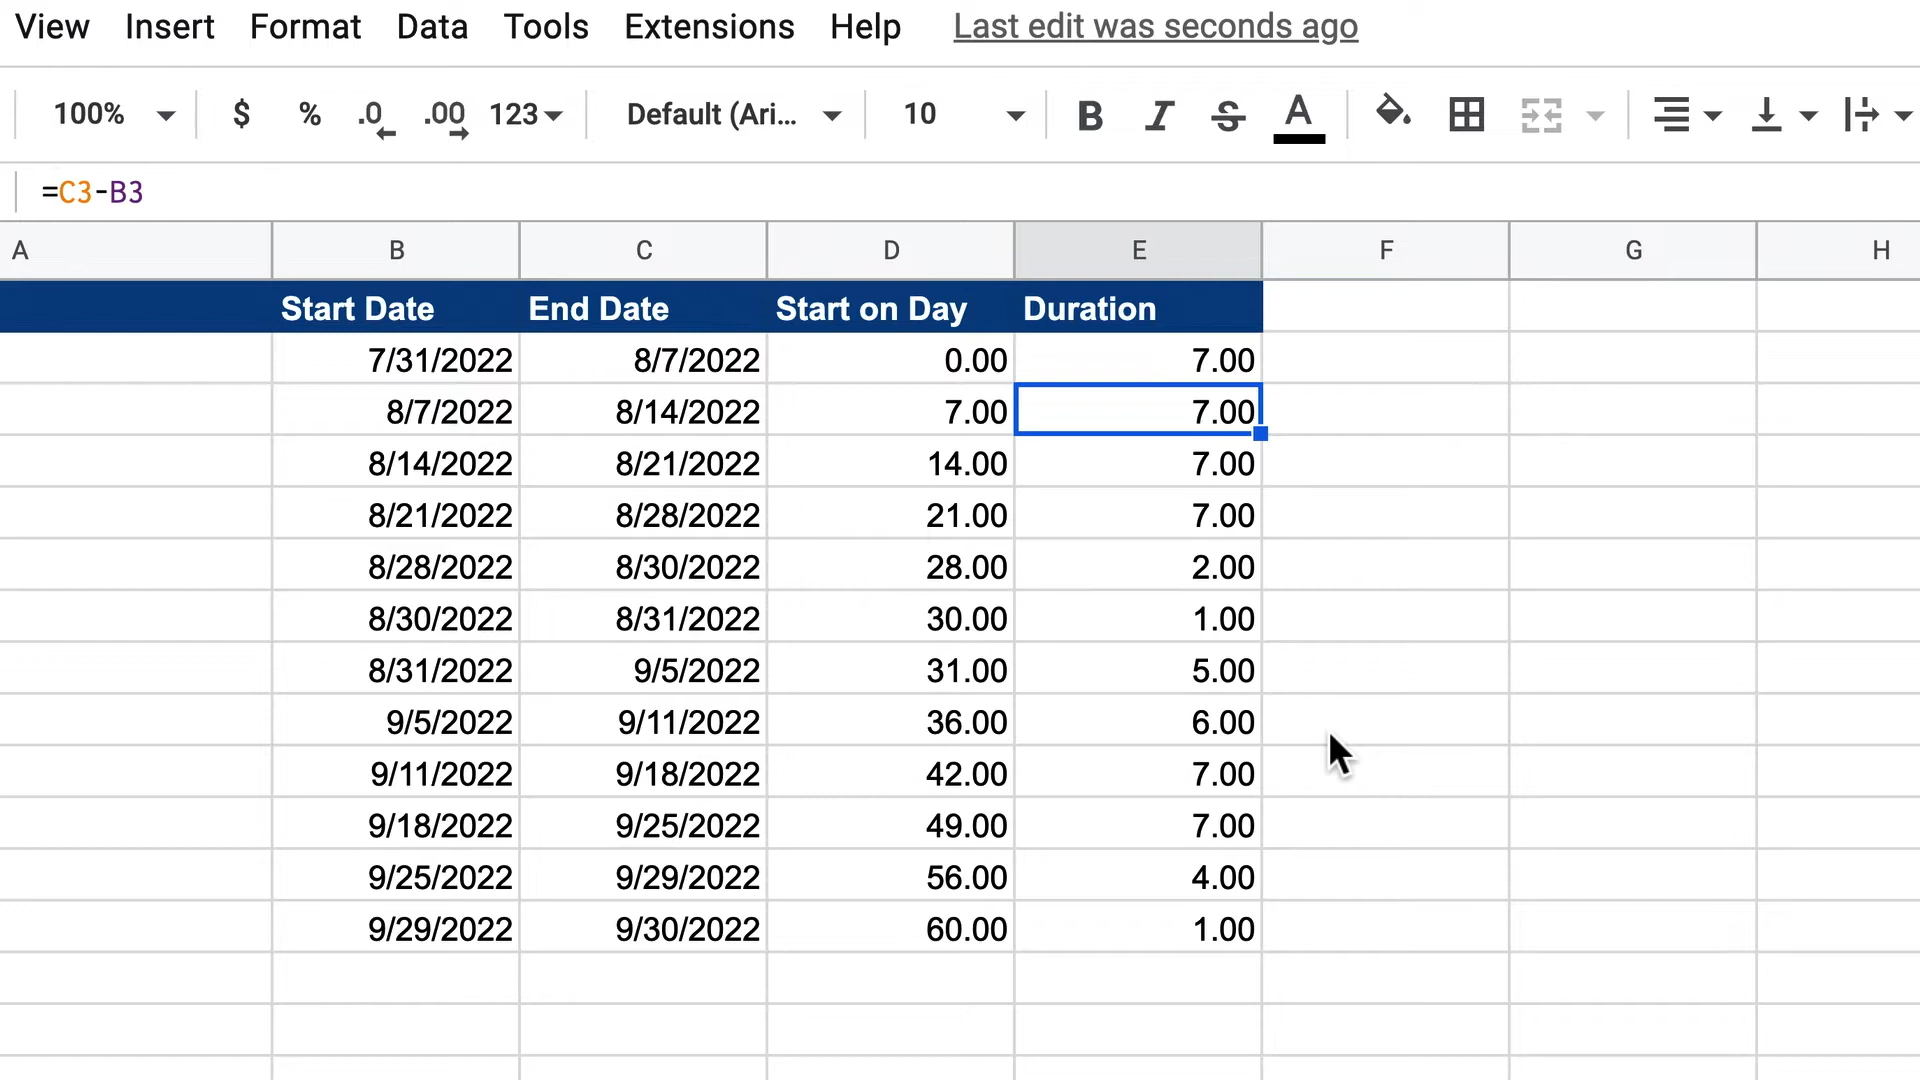 View Insert Format Data Tools Extensions Help Last edit was seconds ago
100% $ % .0 .00 123 Default (Ari... 10 B I S A
=C3-B3
A B C D E F G H
Start Date End Date Start on Day Duration
7/31/2022 8/7/2022 0.00 7.00
8/7/2022 8/14/2022 7.00 7.00
8/14/2022 8/21/2022 14.00 7.00
8/21/2022 8/28/2022 21.00 7.00
8/28/2022 8/30/2022 28.00 2.00
8/30/2022 8/31/2022 30.00 1.00
8/31/2022 9/5/2022 31.00 5.00
9/5/2022 9/11/2022 36.00 6.00
9/11/2022 9/18/2022 42.00 7.00
9/18/2022 9/25/2022 49.00 7.00
9/25/2022 9/29/2022 56.00 4.00
9/29/2022 9/30/2022 60.00 1.00